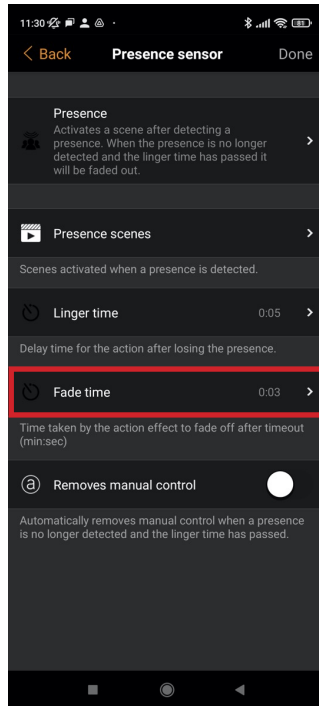 11:30
81
Back Presence sensor Done
Presence
Activates a scene after detecting a
presence. When the presence is no longer
detected and the linger time has passed it
will be faded out.
Presence scenes
Scenes activated when a presence is detected.
Linger time 0:05
Delay time for the action after losing the presence.
Fade time 0:03
Time taken by the action effect to fade off after timeout
(min:sec)
a Removes manual control
Automatically removes manual control when a presence
is no longer detected and the linger time has passed.